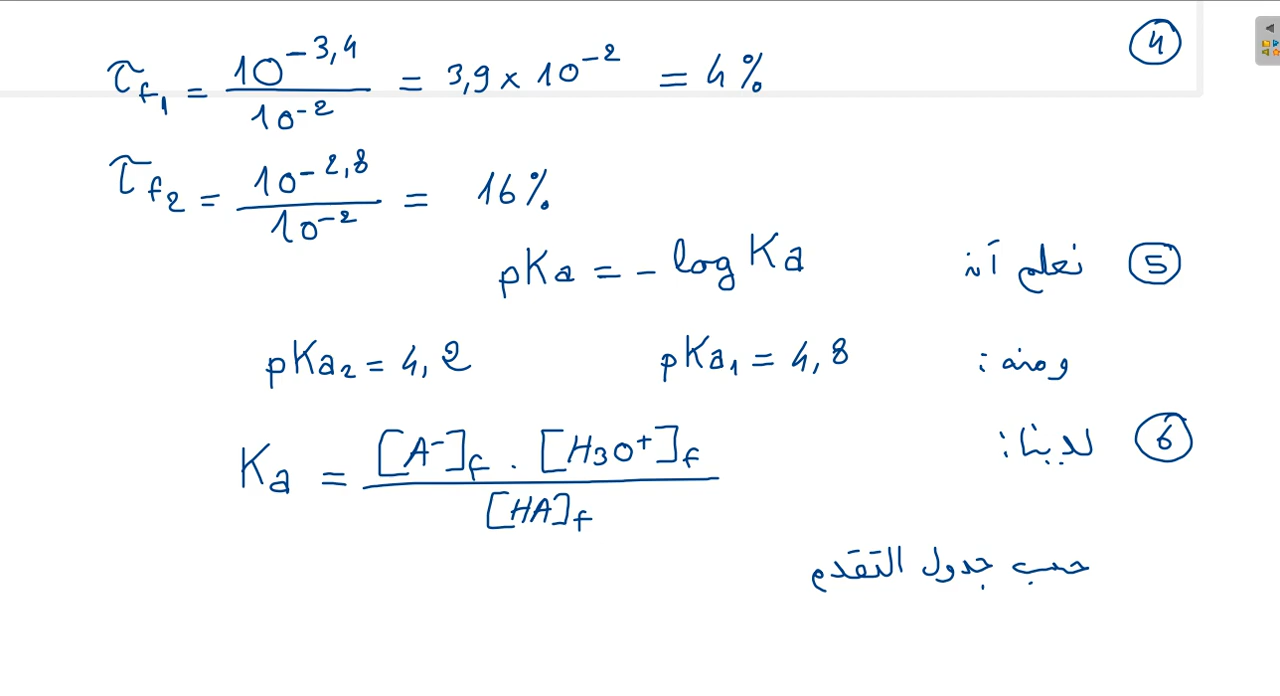 ④
τf₁ = 10^-3,4 / 10^-2 = 3,9 × 10^-2 = 4%
τf₂ = 10^-2,8 / 10^-2 = 16%
⑤ نعلم آنه pKa = - log Ka
ومنه : pKa₁ = 4,8 pKa₂ = 4,2
⑥ لدينا : Ka = [A-]f . [H3O+]f / [HA]f
حسب جدول التقدم